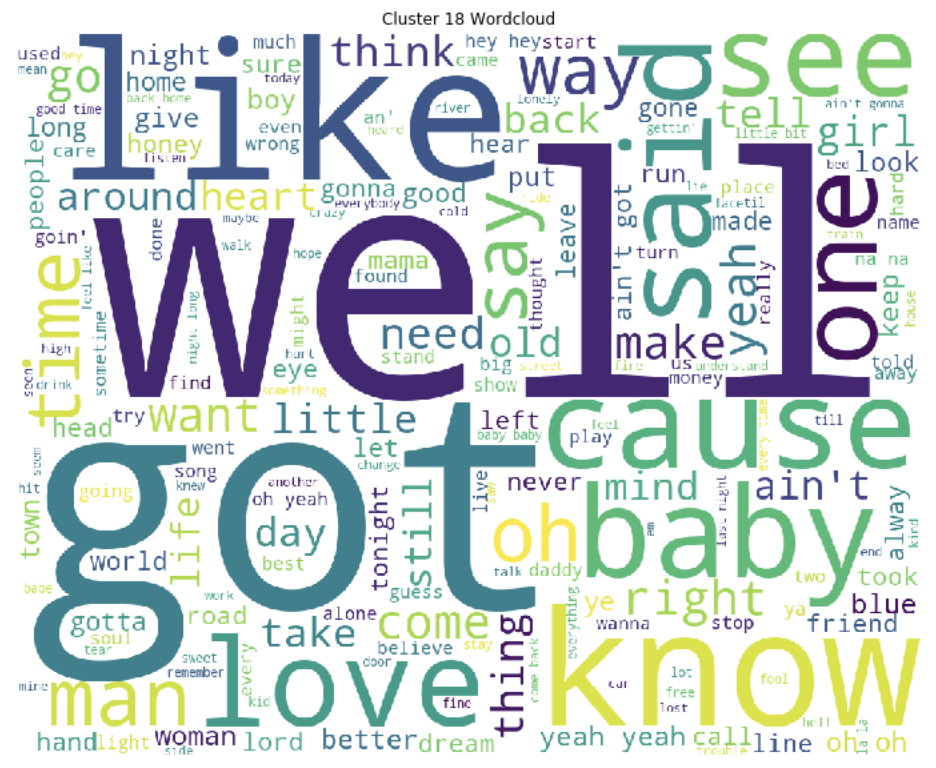 Cluster 18 Wordcloud
used
hey
mean
go
night
home
back home
good time
long
give
care
honey
listen
people
like
much
sure
today
boy
even
wrong
think
hey hey
came
start
an'
heard
river
lonely
way
back
gettin'
hear
said
gone
see
tell
ain't gonna
little bit
girl
look
bed
around
heart
gonna
everybody
crazy
good
cold
put
say
ride
leave
ain't got
run
lie
place
facetil
made
turn
one
train
hard
name
na na
keep
house
goin'
maybe
done
walk
hope
mama
found
thought
yeah
really
time
feel like
high
sometime
night long
might
well
need
stand
old
big
show
street
make
us
fire
understand
money
told
away
seen
drink
find
hurt
eye
something
head
try
want
little
left
baby baby
cause
feel
play
every time
till
town
seem
hit
went
song
knew
let
change
going
another
oh yeah
got
live
saw
never
mind
ain't
last night
alway
kind
world
life
day
best
tonight
still
guess
oh
talk
daddy
baby
em
end
two
took
babe
work
gotta
soul
tear
road
alone
take
come
believe
stay
thing
ye
wanna
everything
right
stop
ya
blue
friend
mine
man
sweet
remember
every
kid
love
door
fine
came back
know
car
lot
free
lost
fool
hand
light
side
woman
lord
better
dream
yeah yeah
call
trouble
line
hell
oh oh
la la